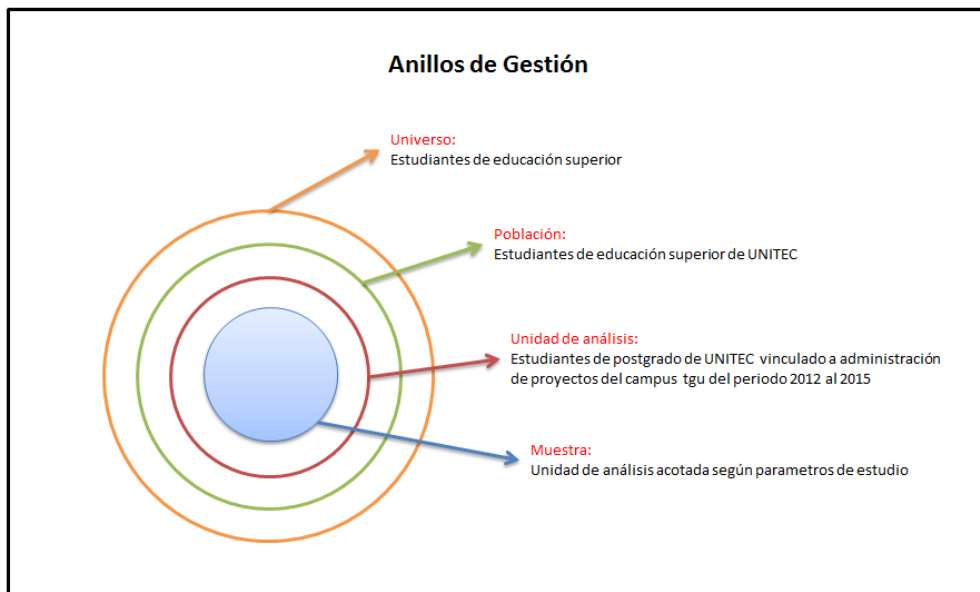 Anillos de Gestión
Universo:
Estudiantes de educación superior
Población:
Estudiantes de educación superior de UNITEC
Unidad de análisis:
Estudiantes de postgrado de UNITEC vinculado a administración
de proyectos del campus tgu del periodo 2012 al 2015
Muestra:
Unidad de análisis acotada según parametros de estudio